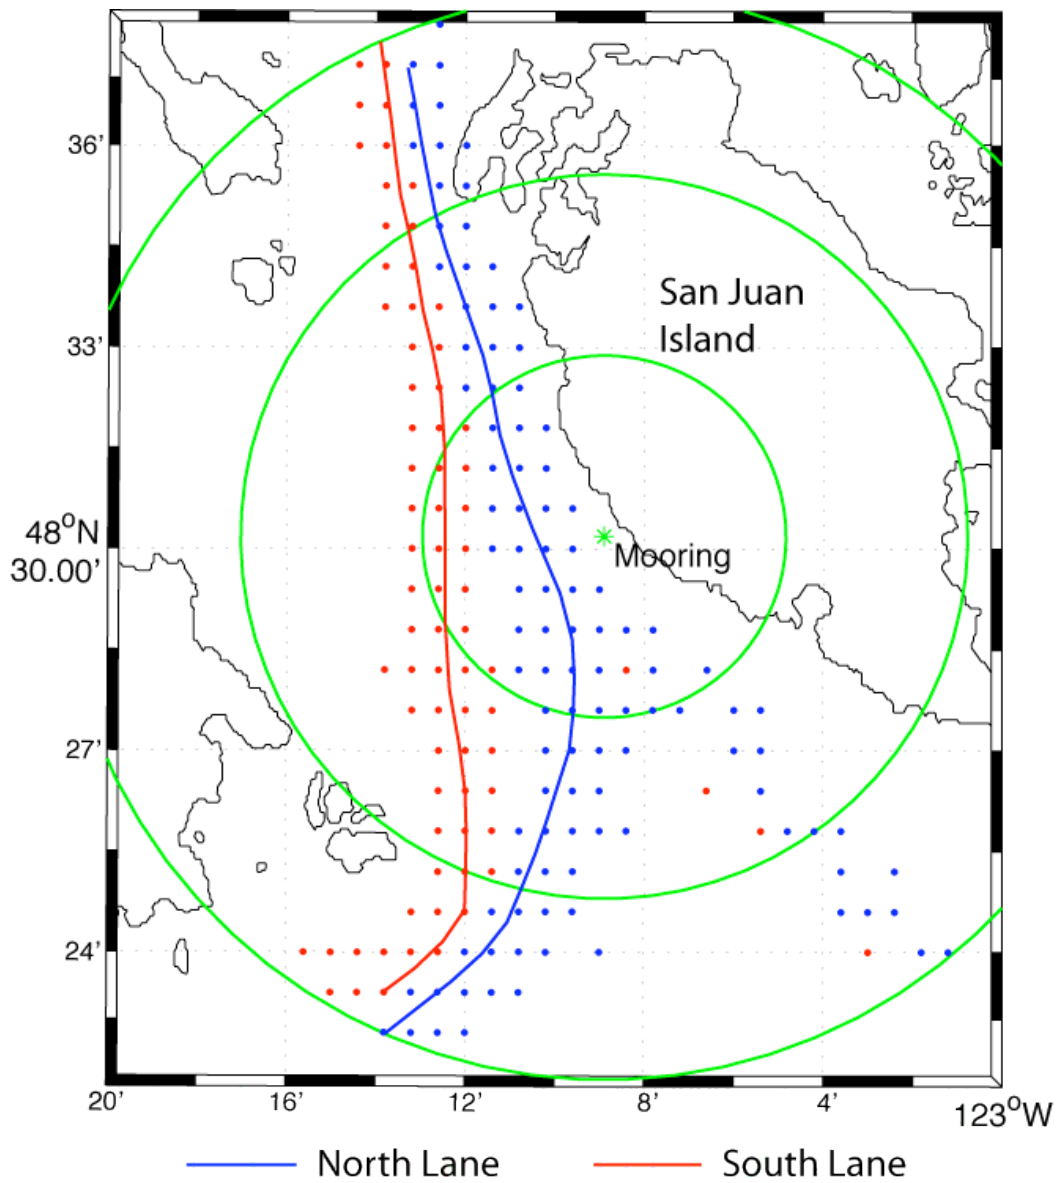 36'
San Juan
Island
33'
48°N
30.00'
Mooring
27'
24'
20'
16'
12'
8'
4'
123°W
North Lane
South Lane